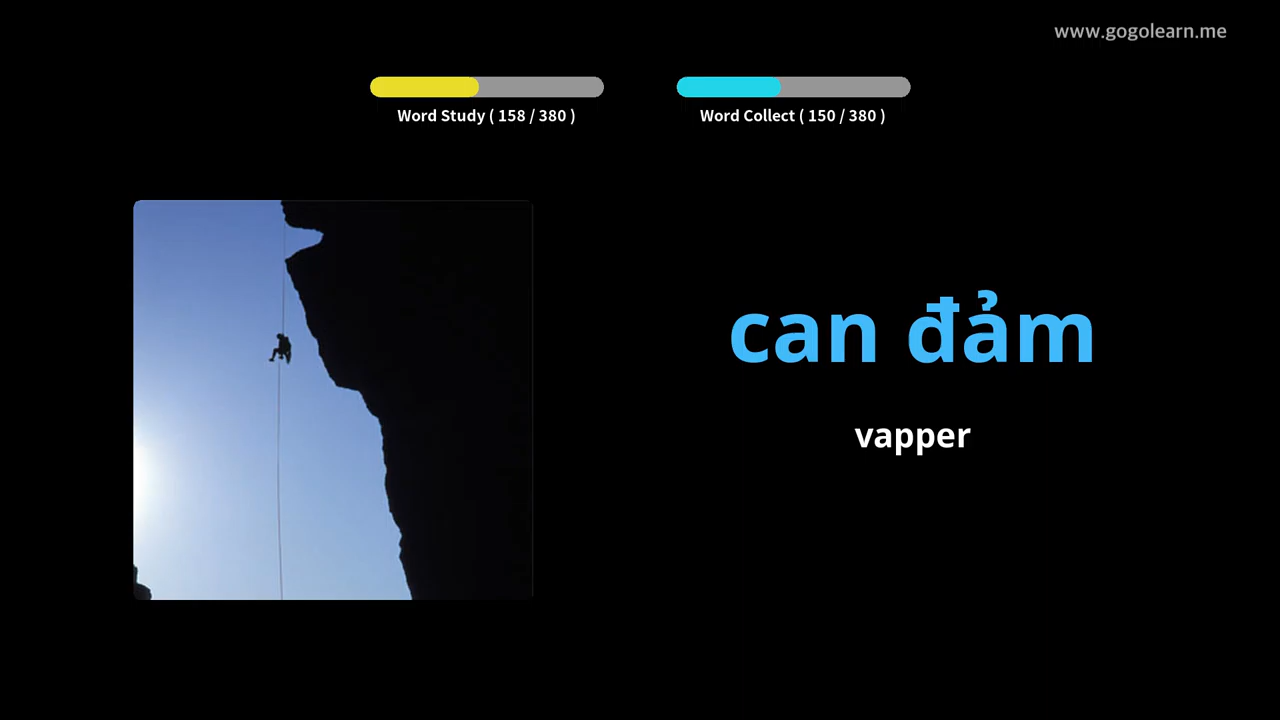 www.gogolearn.me
Word Study ( 158 / 380 )
Word Collect ( 150 / 380 )
can đảm
vapper